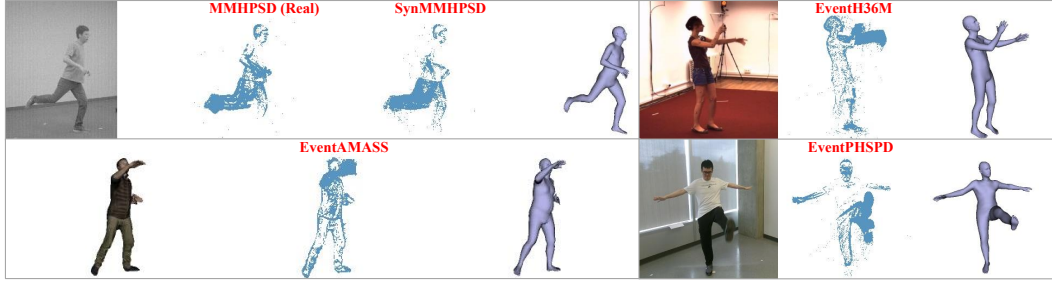 MMHPSD (Real) SynMMHPSD EventH36M
EventAMASS EventPHSPD